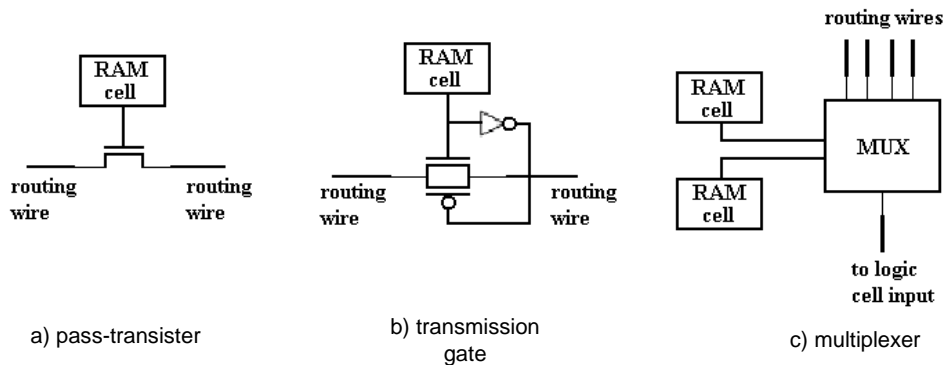 RAM
cell
routing
wire
routing
wire
a) pass-transister
RAM
cell
routing
wire
routing
wire
b) transmission
gate
routing wires
RAM
cell
MUX
RAM
cell
to logic
cell input
c) multiplexer